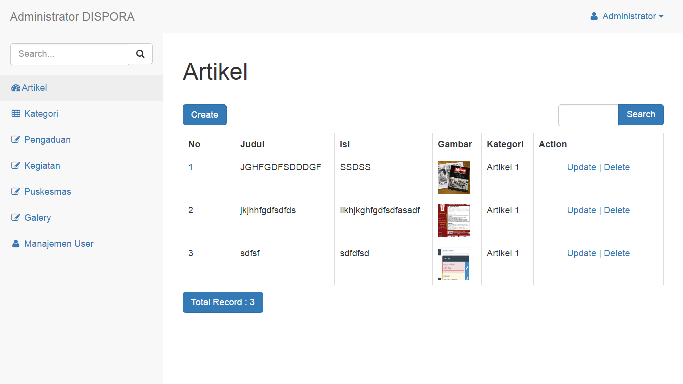 Administrator DISPORA
Administrator
Search...
Artikel
Kategori
Pengaduan
Kegiatan
Puskesmas
Galery
Manajemen User
Artikel
Create
Search
No Judul Isi Gambar Kategori Action
1 JGHFGDFSDDDGF SSDSS Artikel 1 Update | Delete
2 jkjhhfgdfsdfds llkhjkghfgdfsdfassdf Artikel 1 Update | Delete
3 sdfsf sdfdfsd Artikel 1 Update | Delete
Total Record : 3